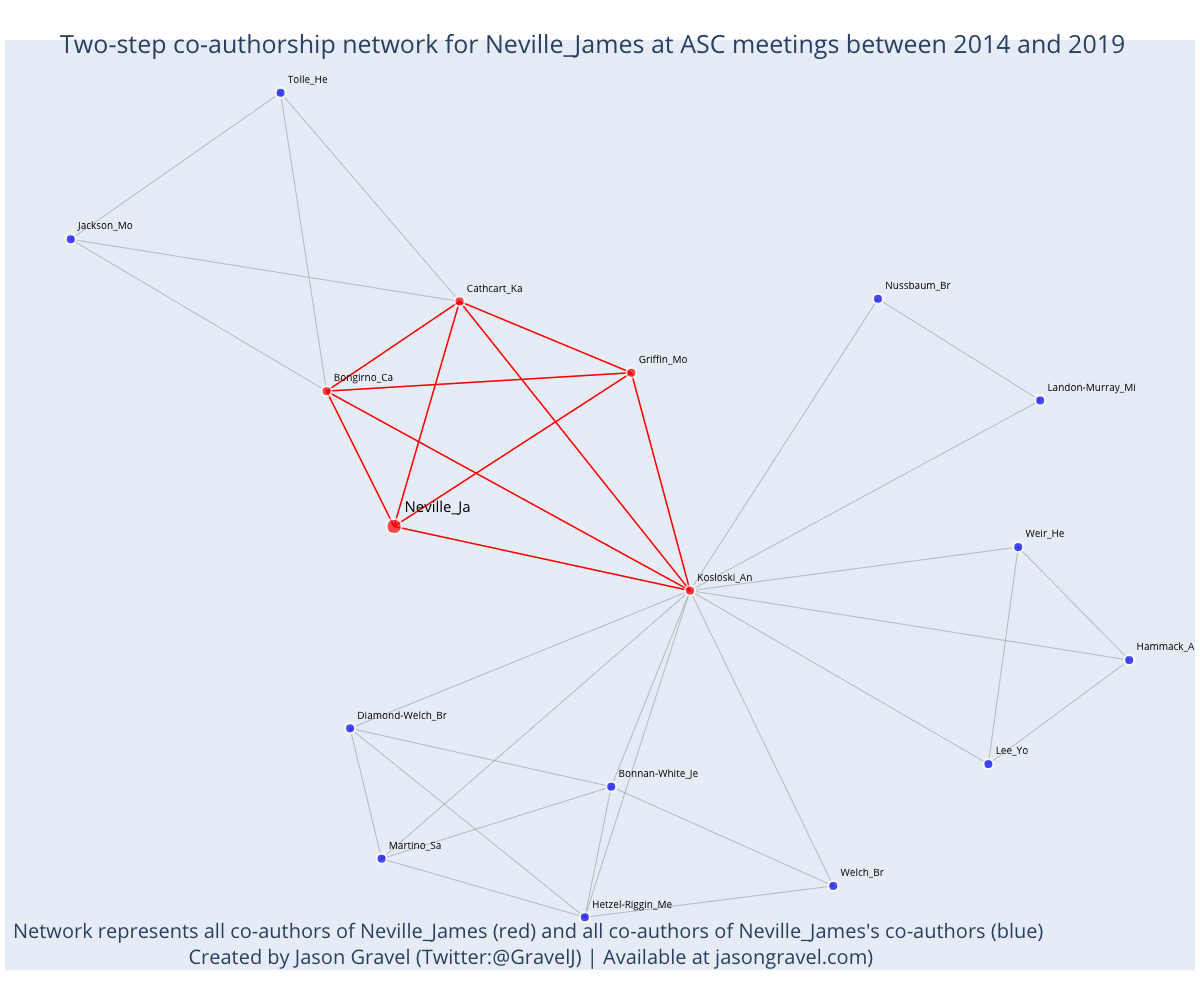 Two-step co-authorship network for Neville_James at ASC meetings between 2014 and 2019
Tolle_He
Jackson_Mo
Cathcart_Ka
Nussbaum_Br
Griffin_Mo
Bongirno_Ca
Landon-Murray_Mi
Neville_Ja
Weir_He
Kosloski_An
Hammack_A
Diamond-Welch_Br
Lee_Yo
Bonnan-White_Je
Martino_Sa
Welch_Br
Hetzel-Riggin_Me
Network represents all co-authors of Neville_James (red) and all co-authors of Neville_James's co-authors (blue)
Created by Jason Gravel (Twitter:@GravelJ) | Available at jasongravel.com)